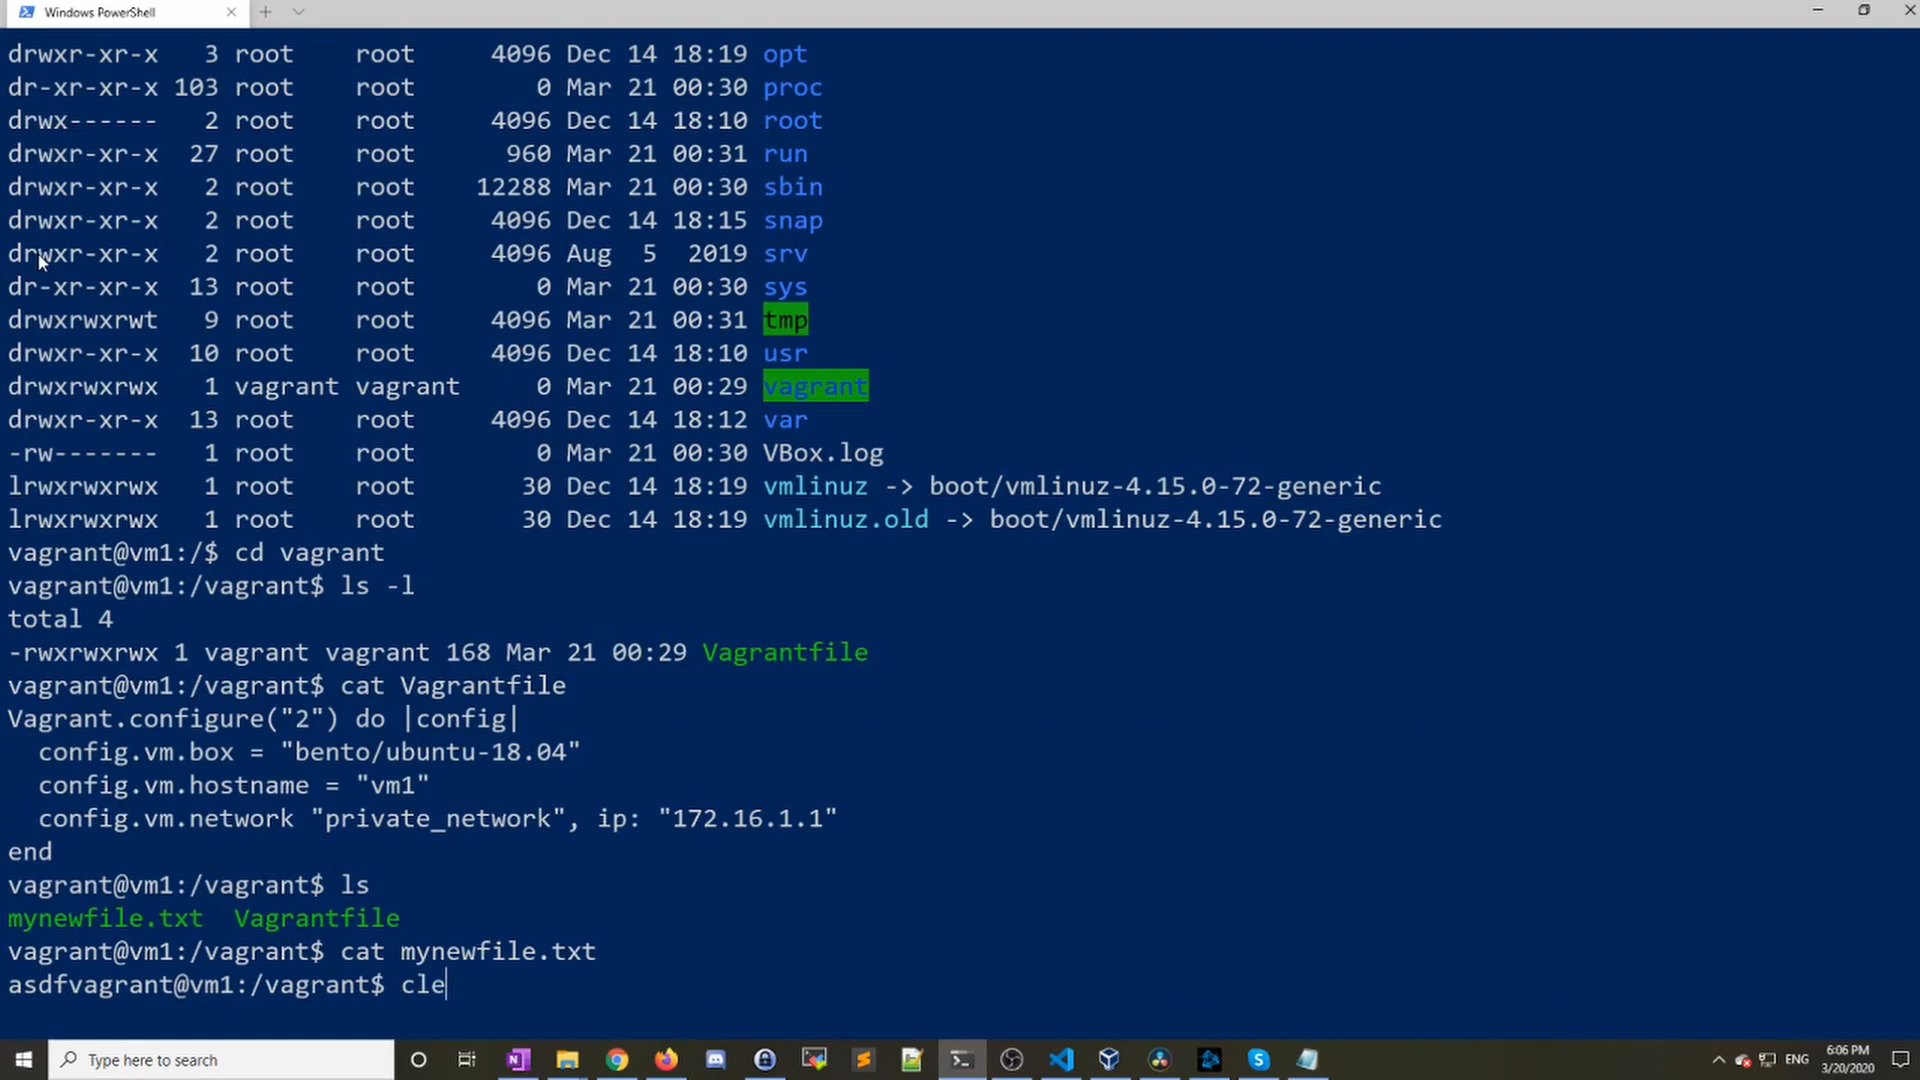 Windows PowerShell
drwxr-xr-x   3 root    root     4096 Dec 14 18:19 opt
dr-xr-xr-x 103 root    root        0 Mar 21 00:30 proc
drwx------   2 root    root     4096 Dec 14 18:10 root
drwxr-xr-x  27 root    root      960 Mar 21 00:31 run
drwxr-xr-x   2 root    root    12288 Mar 21 00:30 sbin
drwxr-xr-x   2 root    root     4096 Dec 14 18:15 snap
drwxr-xr-x   2 root    root     4096 Aug  5  2019 srv
dr-xr-xr-x  13 root    root        0 Mar 21 00:30 sys
drwxrwxrwt   9 root    root     4096 Mar 21 00:31 tmp
drwxr-xr-x  10 root    root     4096 Dec 14 18:10 usr
drwxrwxrwx   1 vagrant vagrant     0 Mar 21 00:29 vagrant
drwxr-xr-x  13 root    root     4096 Dec 14 18:12 var
-rw-------   1 root    root        0 Mar 21 00:30 VBox.log
lrwxrwxrwx   1 root    root       30 Dec 14 18:19 vmlinuz -> boot/vmlinuz-4.15.0-72-generic
lrwxrwxrwx   1 root    root       30 Dec 14 18:19 vmlinuz.old -> boot/vmlinuz-4.15.0-72-generic
vagrant@vm1:/$ cd vagrant
vagrant@vm1:/vagrant$ ls -l
total 4
-rwxrwxrwx 1 vagrant vagrant 168 Mar 21 00:29 Vagrantfile
vagrant@vm1:/vagrant$ cat Vagrantfile
Vagrant.configure("2") do |config|
  config.vm.box = "bento/ubuntu-18.04"
  config.vm.hostname = "vm1"
  config.vm.network "private_network", ip: "172.16.1.1"
end
vagrant@vm1:/vagrant$ ls
mynewfile.txt  Vagrantfile
vagrant@vm1:/vagrant$ cat mynewfile.txt
asdfvagrant@vm1:/vagrant$ cle
Type here to search
ENG
6:06 PM
3/20/2020